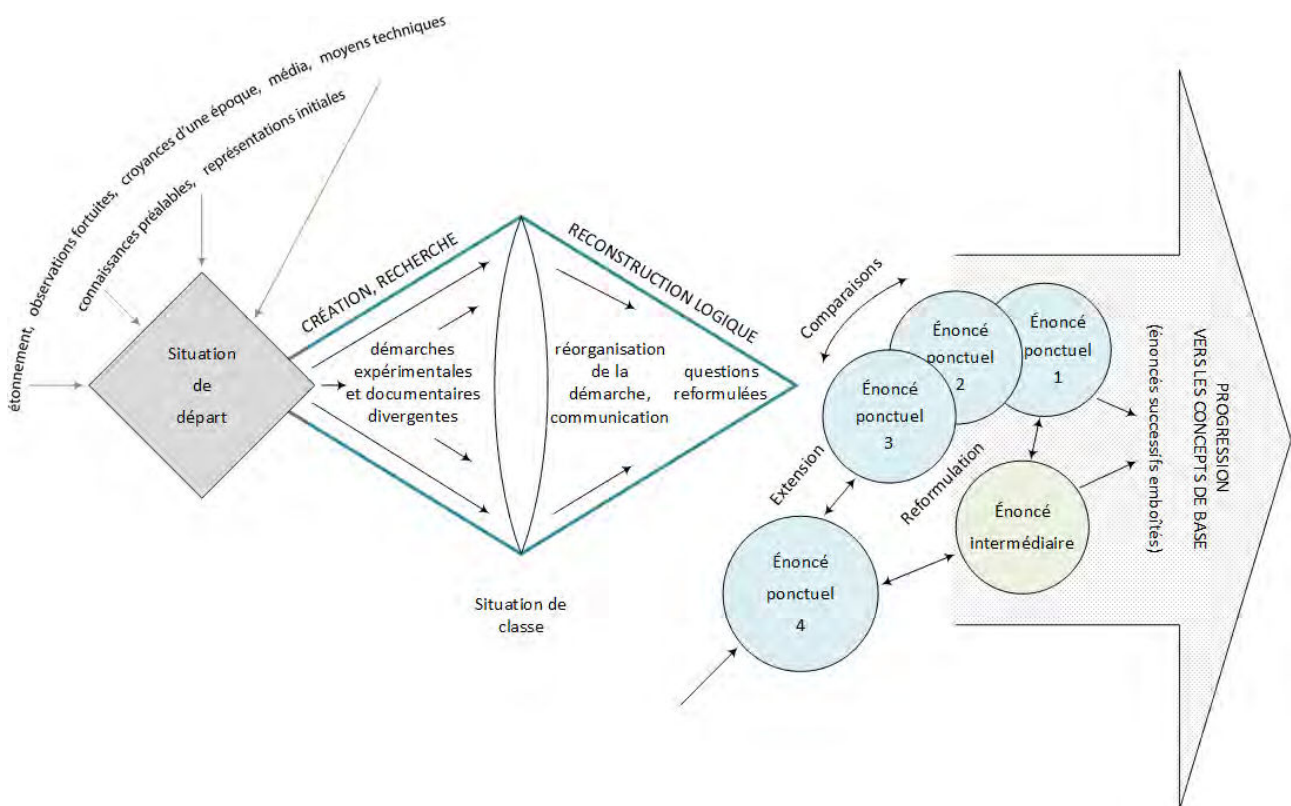 étonnement, observations fortuites, croyances d'une époque, média, moyens techniques
connaissances préalables, représentations initiales
Situation
de
départ
CRÉATION, RECHERCHE
démarches
expérimentales
et documentaires
divergentes
RECONSTRUCTION LOGIQUE
réorganisation
de la
démarche,
communication
questions
reformulées
Situation de
classe
Comparaisons
Énoncé
ponctuel
1
Énoncé
ponctuel
2
Énoncé
ponctuel
3
Extension
Reformulation
Énoncé
ponctuel
4
Énoncé
intermédiaire
PROGRESSION
VERS LES CONCEPTS DE BASE
(énoncés successifs emboîtés)